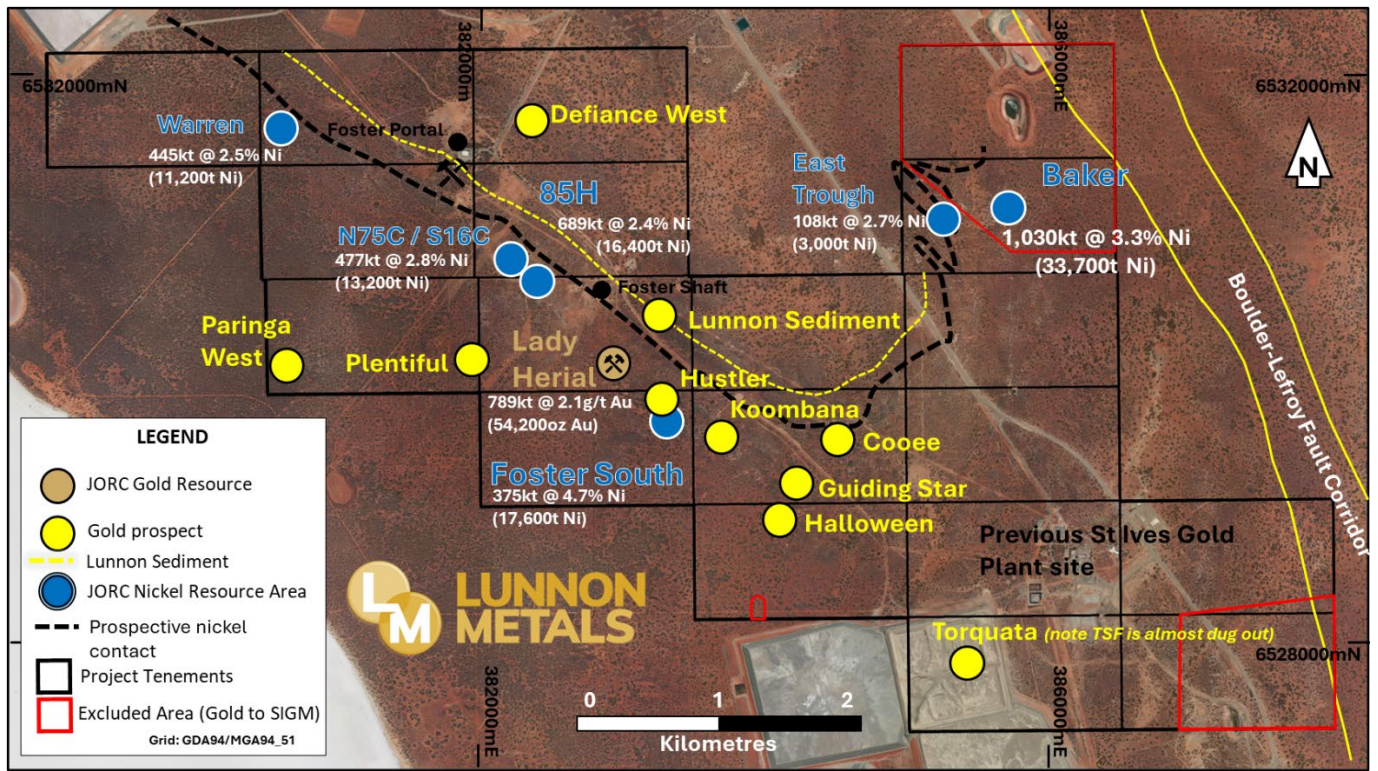 382000m
386000mE
6532000mN
6532000mN
Defiance West
Warren
445kt @ 2.5% Ni
(11,200t Ni)
Foster Portal
East
Trough
108kt @ 2.7% Ni
(3,000t Ni)
Baker
1,030kt @ 3.3% Ni
(33,700t Ni)
N
85H
689kt @ 2.4% Ni
(16,400t Ni)
N75C / S16C
477kt @ 2.8% Ni
(13,200t Ni)
Foster Shaft
Boulder-Lefroy Fault Corridor
Lunnon Sediment
Paringa
West
Plentiful
Lady
Herial
789kt @ 2.1g/t Au
(54,200oz Au)
Hustler
Koombana
Cooee
Foster South
375kt @ 4.7% Ni
(17,600t Ni)
Guiding Star
Halloween
Previous St Ives Gold
Plant site
LEGEND
JORC Gold Resource
Gold prospect
Lunnon Sediment
JORC Nickel Resource Area
Prospective nickel
contact
Project Tenements
Excluded Area (Gold to SIGM)
Grid: GDA94/MGA94_51
LM
LUNNON
METALS
Torquata (note TSF is almost dug out)
6528000mN
382000mE
386000mE
0 1 2
Kilometres